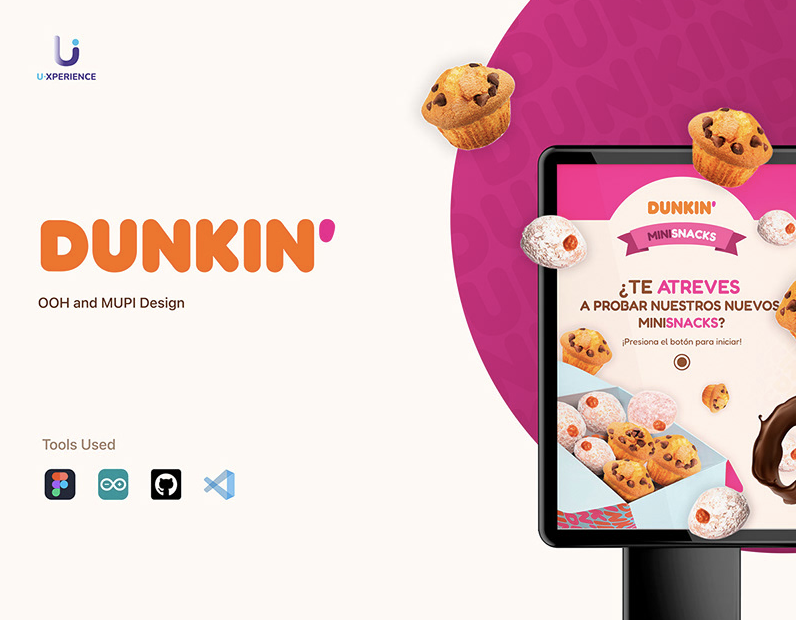 U·XPERIENCE
DUNKIN'
OOH and MUPI Design
Tools Used
DUNKIN'
MINISNACKS
¿TE ATREVES
A PROBAR NUESTROS NUEVOS
MINISNACKS?
¡Presiona el botón para iniciar!